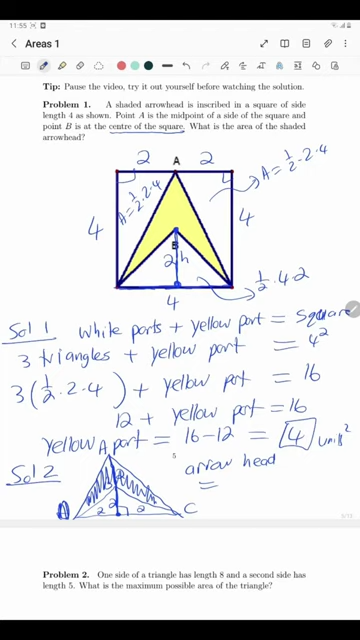 11:55
Areas 1
Tip: Pause the video, try it out yourself before watching the solution.
Problem 1. A shaded arrowhead is inscribed in a square of side
length 4 as shown. Point A is the midpoint of a side of the square and
point B is at the centre of the square. What is the area of the shaded
arrowhead?
2 A 2
A = 1/2 · 2 · 4
A = 1/2 · 2 · 4
4 4
B
2 h
4
1/2 · 4 · 2
Sol 1 White parts + yellow part = square
3 triangles + yellow part = 4²
3 (1/2 · 2 · 4) + yellow part = 16
12 + yellow part = 16
yellow part = 16 - 12 = 4 units²
arrow head
Sol 2
A
B
2 2 2
C
Problem 2. One side of a triangle has length 8 and a second side has
length 5. What is the maximum possible area of the triangle?